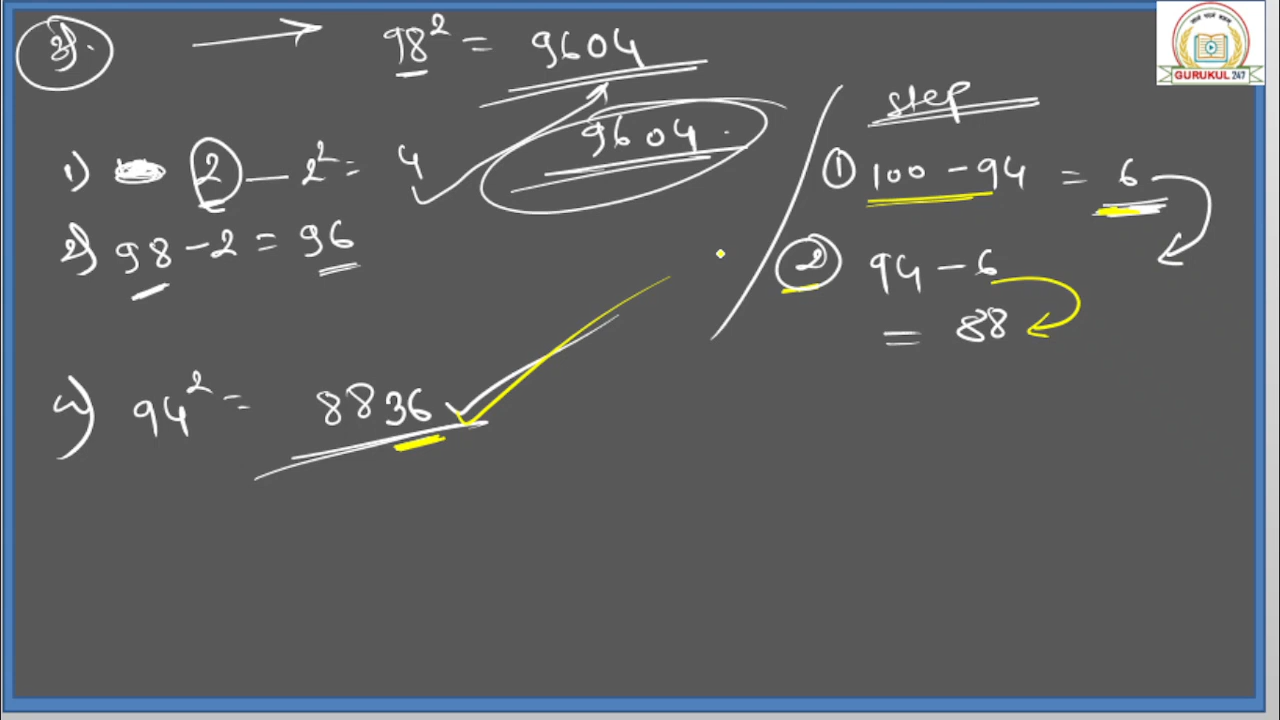 3). → 98² = 9604
9604.
1) 2 — 2² = 4
2) 98 - 2 = 96
4) 94² = 8836
step
① 100 - 94 = 6
② 94 - 6
= 88
GURUKUL 247